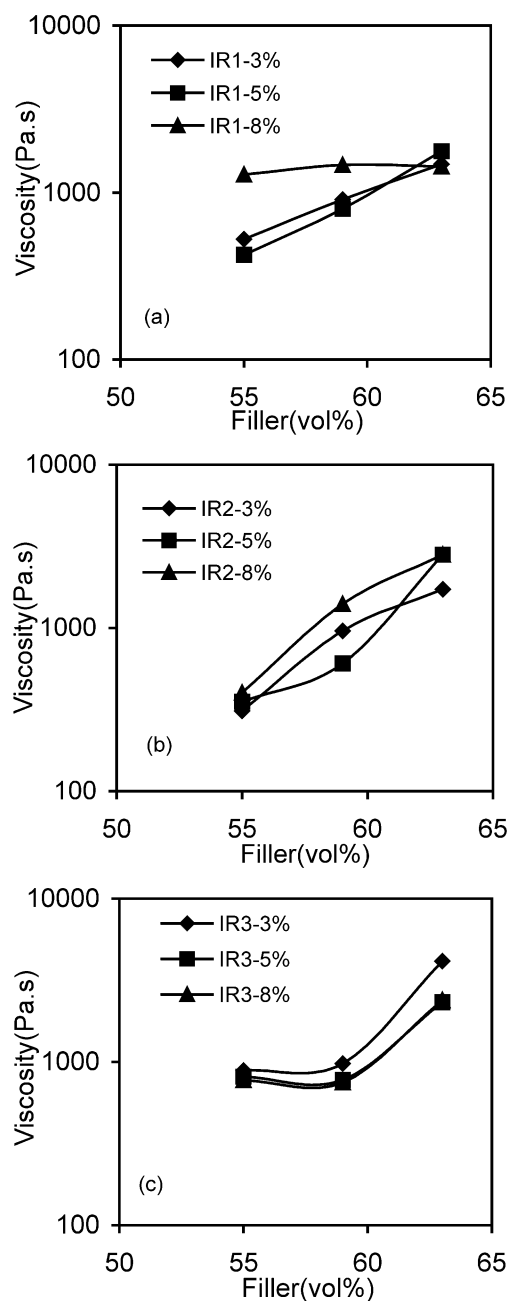 10000
IR1-3%
IR1-5%
IR1-8%
1000
Viscosity(Pa.s)
(a)
100
50 55 60 65
Filler(vol%)
10000
IR2-3%
IR2-5%
IR2-8%
1000
Viscosity(Pa.s)
(b)
100
50 55 60 65
Filler(vol%)
10000
IR3-3%
IR3-5%
IR3-8%
1000
Viscosity(Pa.s)
(c)
100
50 55 60 65
Filler(vol%)